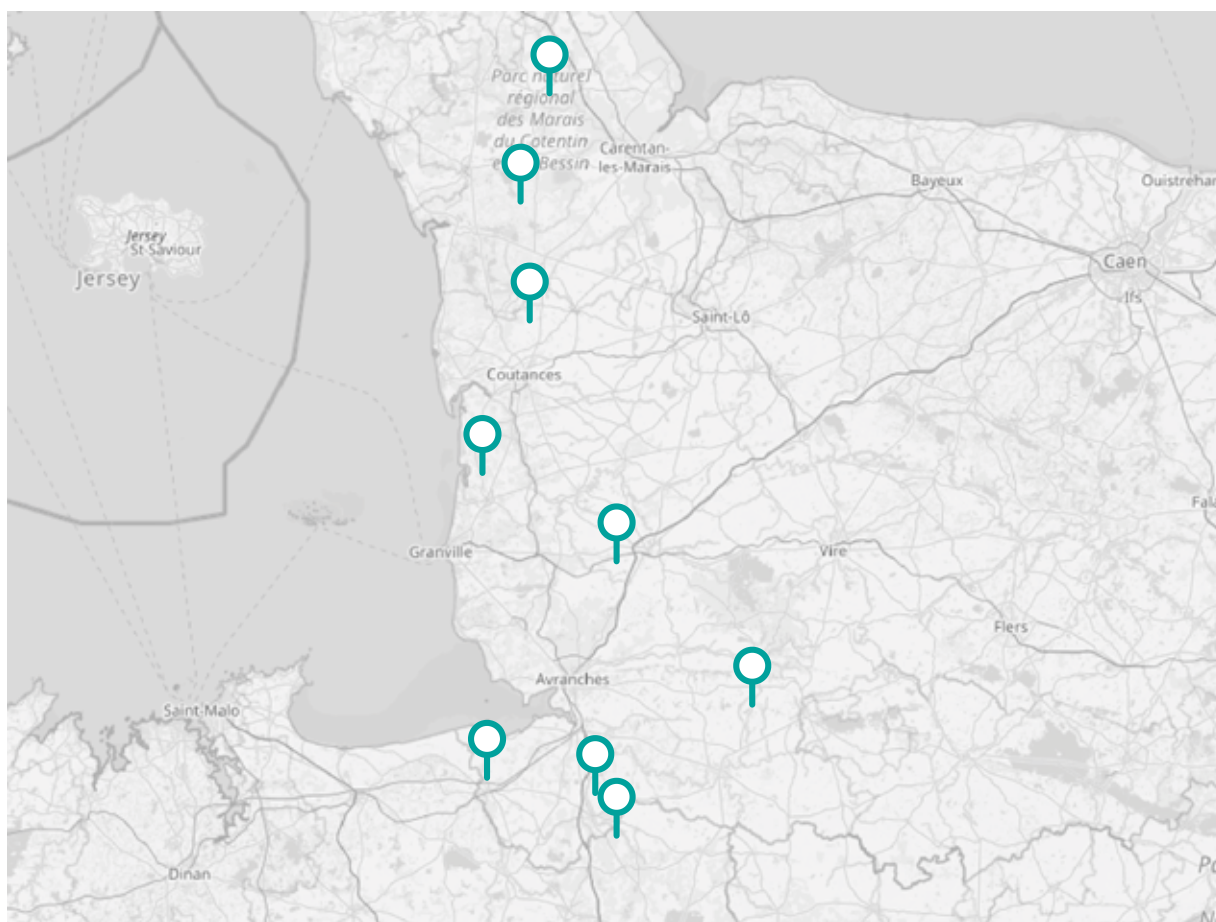 Parc naturel
régional
des Marais
du Cotentin
Bessin
Carentan-
les-Marais
Bayeux
Ouistreha
Jersey
St-Saviour
Jersey
Caen
Ifs
Saint-Lô
Coutances
Fala
Granville
Vire
Flers
Avranches
Saint-Malo
Dinan